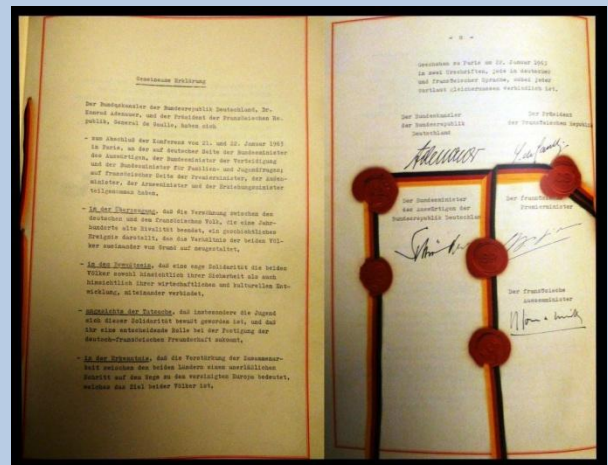 Gemeinsame Erklärung
Der Bundeskanzler der Bundesrepublik Deutschland, Dr.
Konrad Adenauer, und der Präsident der Französischen Re-
publik, General de Gaulle, haben sich
- zum Abschluß der Konferenz vom 21. und 22. Januar 1963
in Paris, an der auf deutscher Seite der Bundesminister
des Auswärtigen, der Bundesminister der Verteidigung
und der Bundesminister für Familien- und Jugendfragen;
auf französischer Seite der Premierminister, der Außen-
minister, der Armeeminister und der Erziehungsminister
teilgenommen haben,
- in der Überzeugung, daß die Versöhnung zwischen dem
deutschen und dem französischen Volk, die eine Jahr-
hunderte alte Rivalität beendet, ein geschichtliches
Ereignis darstellt, das das Verhältnis der beiden Völ-
ker zueinander von Grund auf neugestaltet,
- in dem Bewußtsein, daß eine enge Solidarität die beiden
Völker sowohl hinsichtlich ihrer Sicherheit als auch
hinsichtlich ihrer wirtschaftlichen und kulturellen Ent-
wicklung miteinander verbindet,
- angesichts der Tatsache, daß insbesondere die Jugend
sich dieser Solidarität bewußt geworden ist, und daß
ihr eine entscheidende Rolle bei der Festigung der
deutsch-französischen Freundschaft zukommt,
- in der Erkenntnis, daß die Verstärkung der Zusammenar-
beit zwischen den beiden Ländern einen unerläßlichen
Schritt auf dem Wege zu dem vereinigten Europa bedeutet,
welches das Ziel beider Völker ist,
Geschehen zu Paris am 22. Januar 1963
in zwei Urschriften, jede in deutscher
und französischer Sprache, wobei jeder
Wortlaut gleichermaßen verbindlich ist.
Der Bundeskanzler
der Bundesrepublik
Deutschland
Der Präsident
der Französischen Republik
Adenauer
Der Bundesminister
des Auswärtigen der
Bundesrepublik Deutschland
Der französische
Premierminister
Der französische
Aussenminister